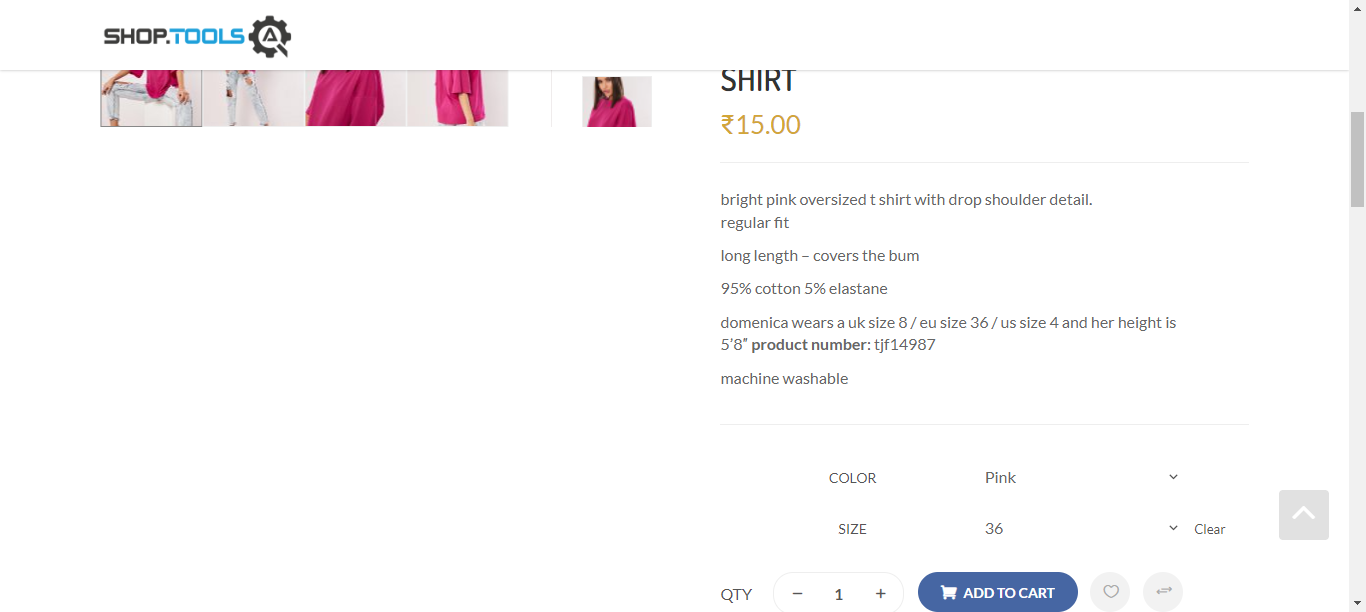 SHOP.TOOLS
SHIRT
₹15.00
bright pink oversized t shirt with drop shoulder detail.
regular fit
long length – covers the bum
95% cotton 5% elastane
domenica wears a uk size 8 / eu size 36 / us size 4 and her height is
5’8″ product number: tjf14987
machine washable
COLOR Pink
SIZE 36 Clear
QTY − 1 + ADD TO CART